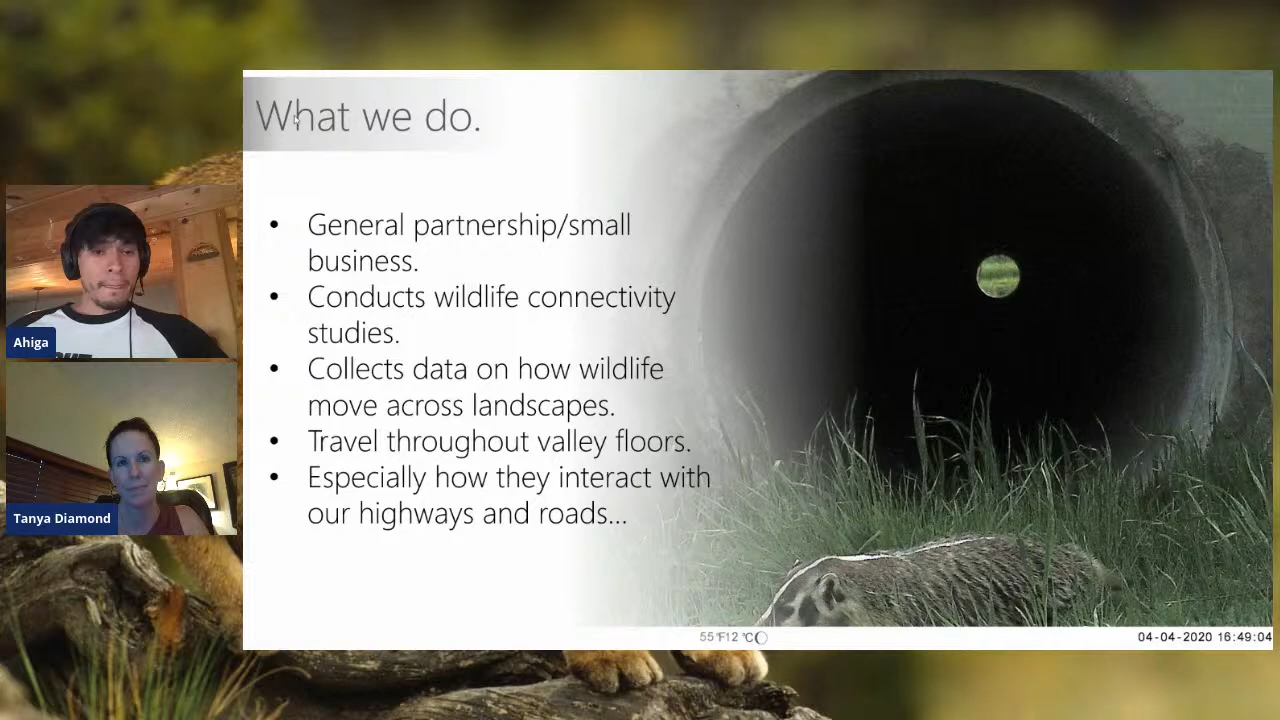 What we do.
• General partnership/small
business.
• Conducts wildlife connectivity
studies.
• Collects data on how wildlife
move across landscapes.
• Travel throughout valley floors.
• Especially how they interact with
our highways and roads...
Ahiga
Tanya Diamond
55°F12 °C
04-04-2020 16:49:04